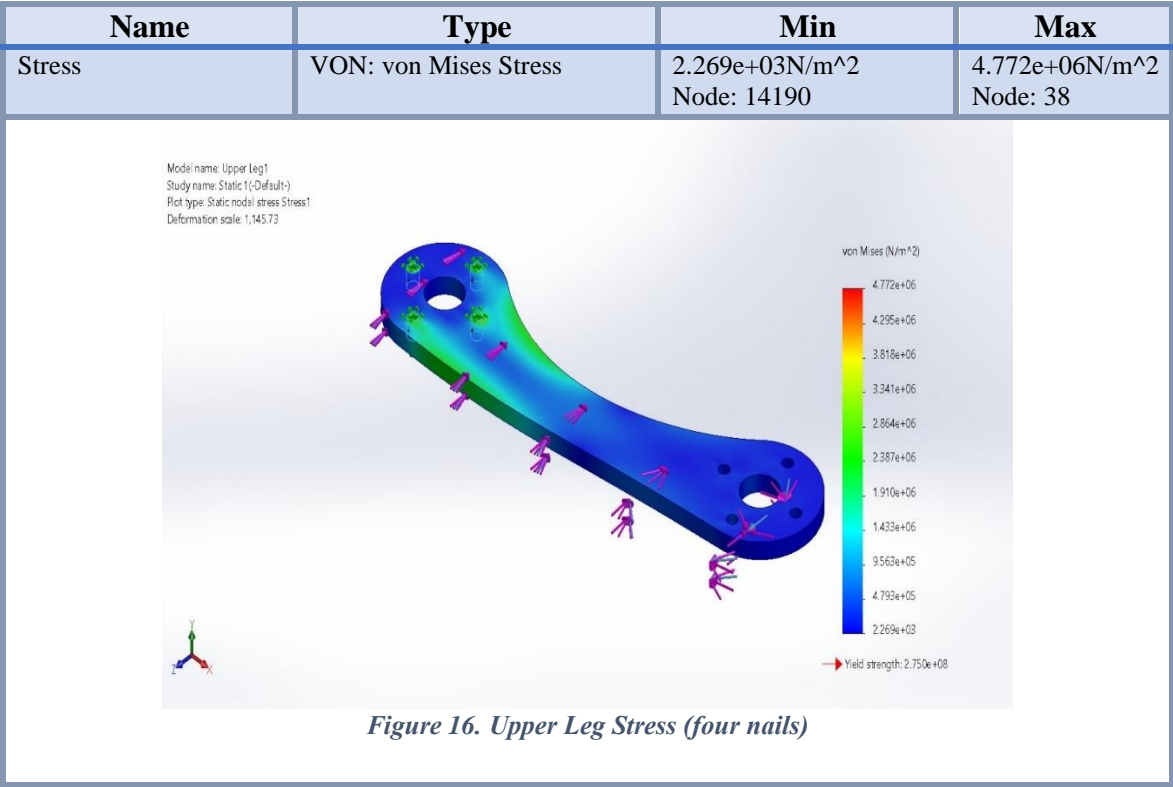 Name Type Min Max
Stress VON: von Mises Stress 2.269e+03N/m^2 4.772e+06N/m^2
Node: 14190 Node: 38
Model name: Upper Leg1
Study name: Static 1(-Default-)
Plot type: Static nodal stress Stress1
Deformation scale: 1,145.73
von Mises (N/m^2)
4.772e+06
4.295e+06
3.818e+06
3.341e+06
2.864e+06
2.387e+06
1.910e+06
1.433e+06
9.563e+05
4.793e+05
2.269e+03
Yield strength: 2.750e+08
Y
Z
X
Figure 16. Upper Leg Stress (four nails)